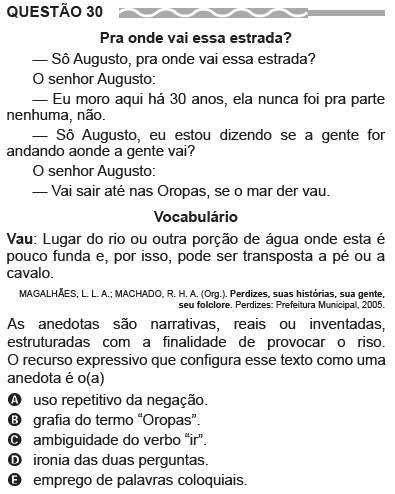 QUESTÃO 30
Pra onde vai essa estrada?
— Sô Augusto, pra onde vai essa estrada?
O senhor Augusto:
— Eu moro aqui há 30 anos, ela nunca foi pra parte
nenhuma, não.
— Sô Augusto, eu estou dizendo se a gente for
andando aonde a gente vai?
O senhor Augusto:
— Vai sair até nas Oropas, se o mar der vau.
Vocabulário
Vau: Lugar do rio ou outra porção de água onde esta é
pouco funda e, por isso, pode ser transposta a pé ou a
cavalo.
MAGALHÃES, L. L. A.; MACHADO, R. H. A. (Org.). Perdizes, suas histórias, sua gente,
seu folclore. Perdizes: Prefeitura Municipal, 2005.
As anedotas são narrativas, reais ou inventadas,
estruturadas com a finalidade de provocar o riso.
O recurso expressivo que configura esse texto como uma
anedota é o(a)
A uso repetitivo da negação.
B grafia do termo “Oropas”.
C ambiguidade do verbo “ir”.
D ironia das duas perguntas.
E emprego de palavras coloquiais.